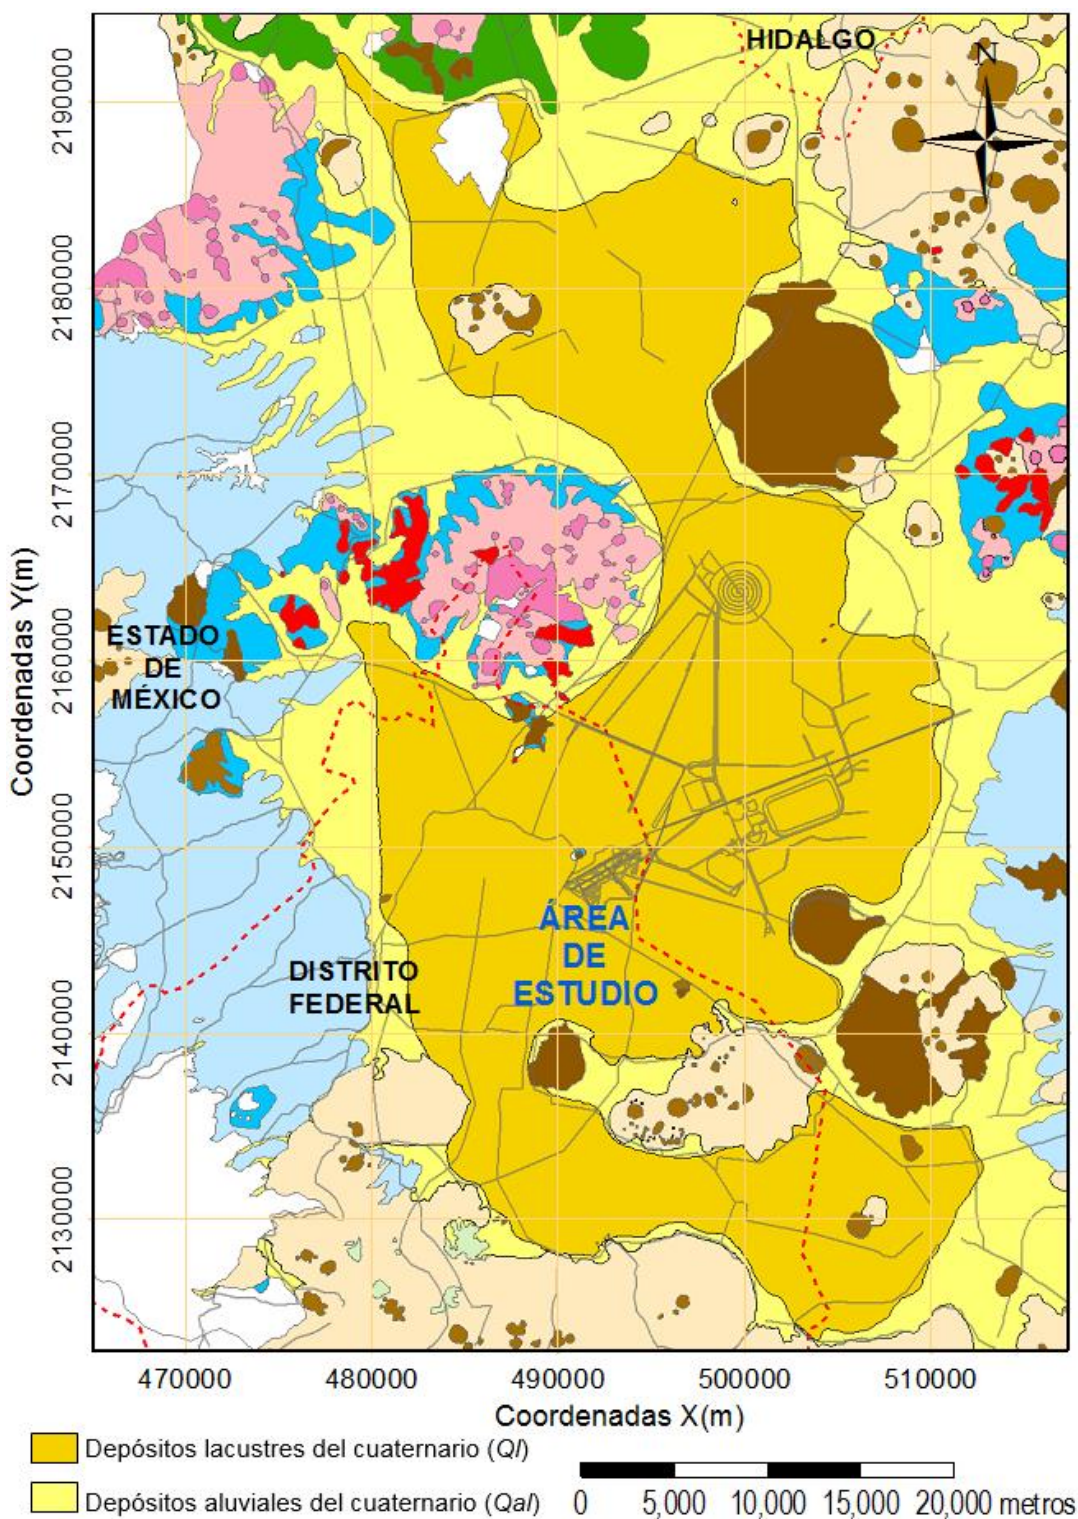 HIDALGO
N
2190000
2180000
2170000
2160000
2150000
2140000
2130000
Coordenadas Y(m)
ESTADO
DE
MÉXICO
ÁREA
DE
ESTUDIO
DISTRITO
FEDERAL
470000 480000 490000 500000 510000
Coordenadas X(m)
Depósitos lacustres del cuaternario (Ql)
Depósitos aluviales del cuaternario (Qal)
0 5,000 10,000 15,000 20,000 metros